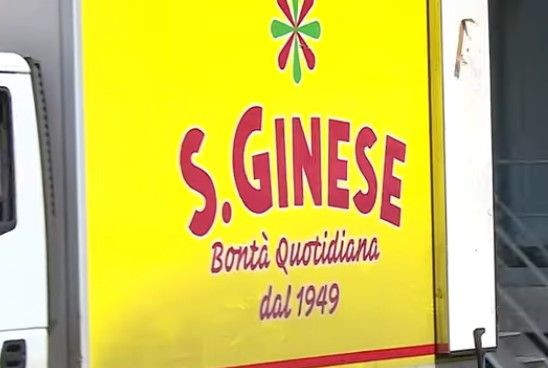 S.GINESE
Bontà Quotidiana
dal 1949